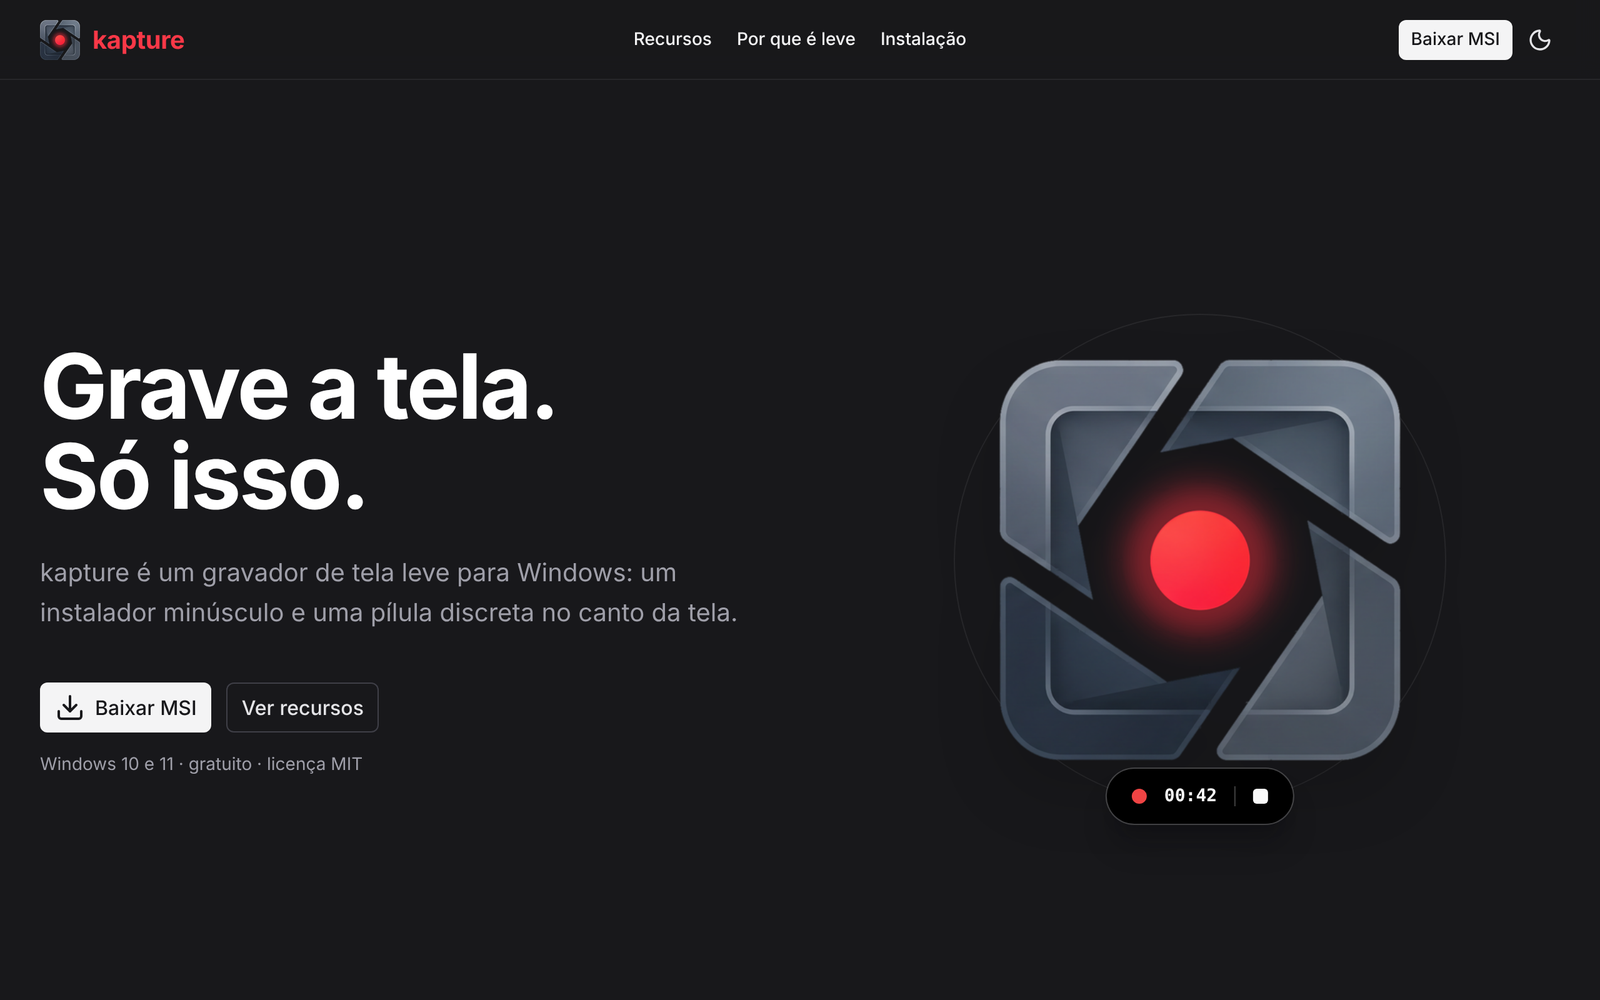 kapture
Recursos
Por que é leve
Instalação
Baixar MSI
Grave a tela.
Só isso.
kapture é um gravador de tela leve para Windows: um
instalador minúsculo e uma pílula discreta no canto da tela.
Baixar MSI
Ver recursos
Windows 10 e 11 · gratuito · licença MIT
00:42